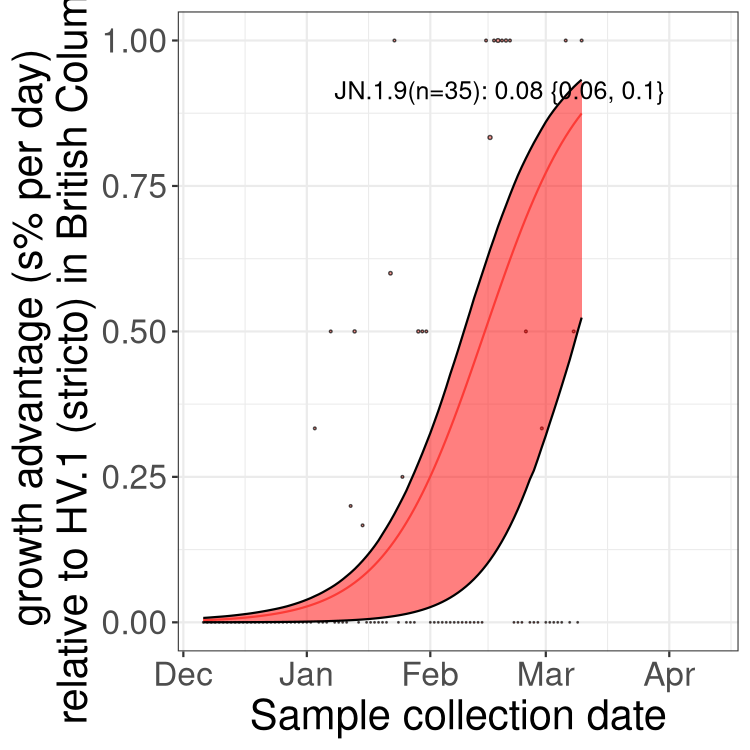 growth advantage (s% per day)
relative to HV.1 (stricto) in British Colum
1.00
0.75
0.50
0.25
0.00
JN.1.9(n=35): 0.08 {0.06, 0.1}
Dec Jan Feb Mar Apr
Sample collection date